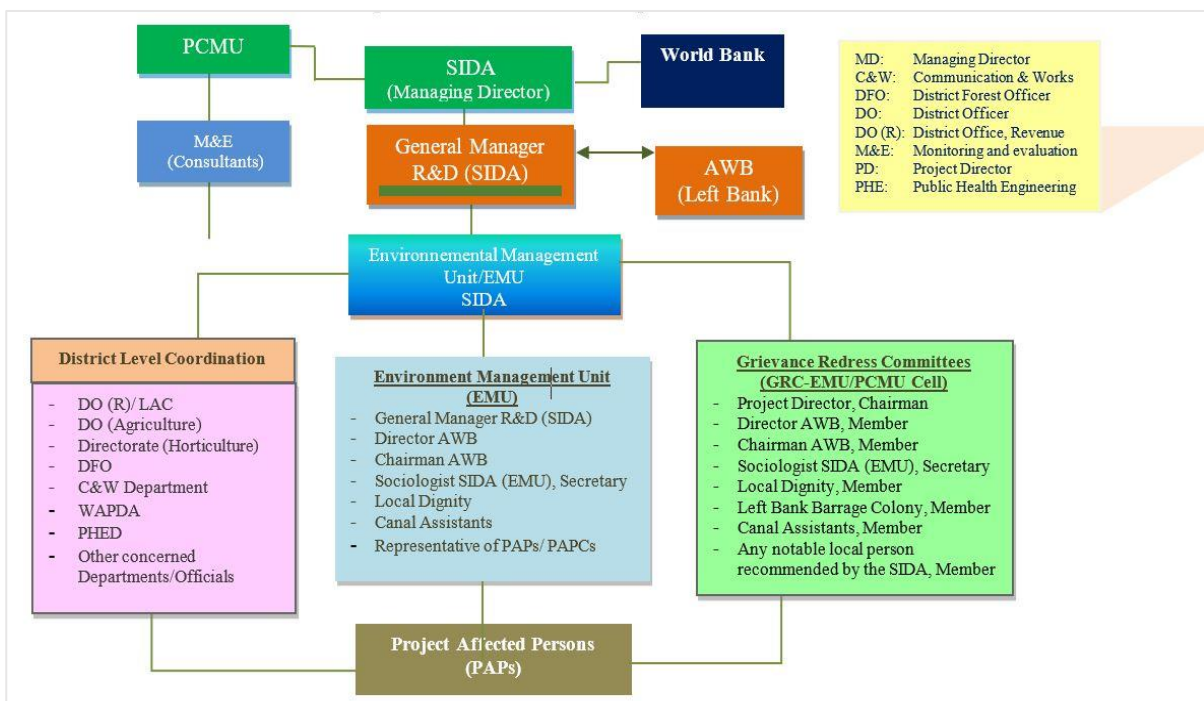 PCMU
SIDA
(Managing Director)
World Bank
MD: Managing Director
C&W: Communication & Works
DFO: District Forest Officer
DO: District Officer
DO (R): District Office, Revenue
M&E: Monitoring and evaluation
PD: Project Director
PHE: Public Health Engineering
M&E
(Consultants)
General Manager
R&D (SIDA)
AWB
(Left Bank)
Environnemental Management
Unit/EMU
SIDA
District Level Coordination
- DO (R)/ LAC
- DO (Agriculture)
- Directorate (Horticulture)
- DFO
- C&W Department
- WAPDA
- PHED
- Other concerned
Departments/Officials
Environment Management Unit
(EMU)
- General Manager R&D (SIDA)
- Director AWB
- Chairman AWB
- Sociologist SIDA (EMU), Secretary
- Local Dignity
- Canal Assistants
- Representative of PAPs/ PAPCs
Grievance Redress Committees
(GRC-EMU/PCMU Cell)
- Project Director, Chairman
- Director AWB, Member
- Chairman AWB, Member
- Sociologist SIDA (EMU), Secretary
- Local Dignity, Member
- Left Bank Barrage Colony, Member
- Canal Assistants, Member
- Any notable local person
recommended by the SIDA, Member
Project Affected Persons
(PAPs)